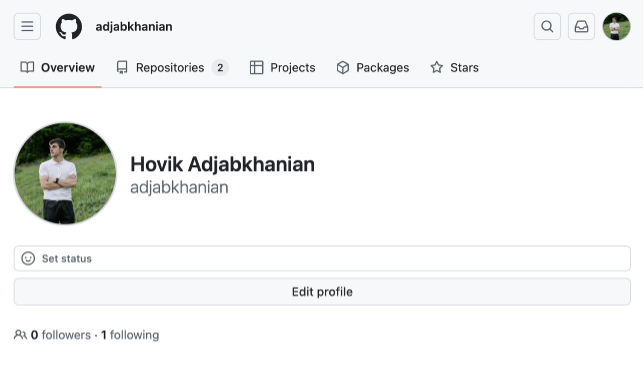 adjabkhanian
Overview Repositories 2 Projects Packages Stars
Hovik Adjabkhanian
adjabkhanian
Set status
Edit profile
0 followers · 1 following